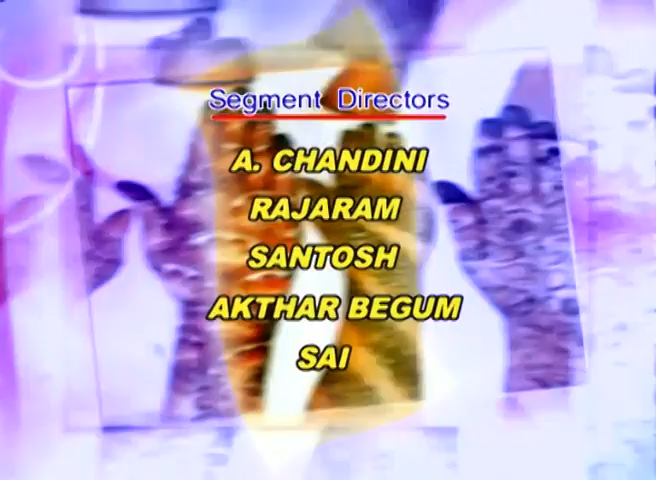 Segment Directors
A. CHANDINI
RAJARAM
SANTOSH
AKTHAR BEGUM
SAI